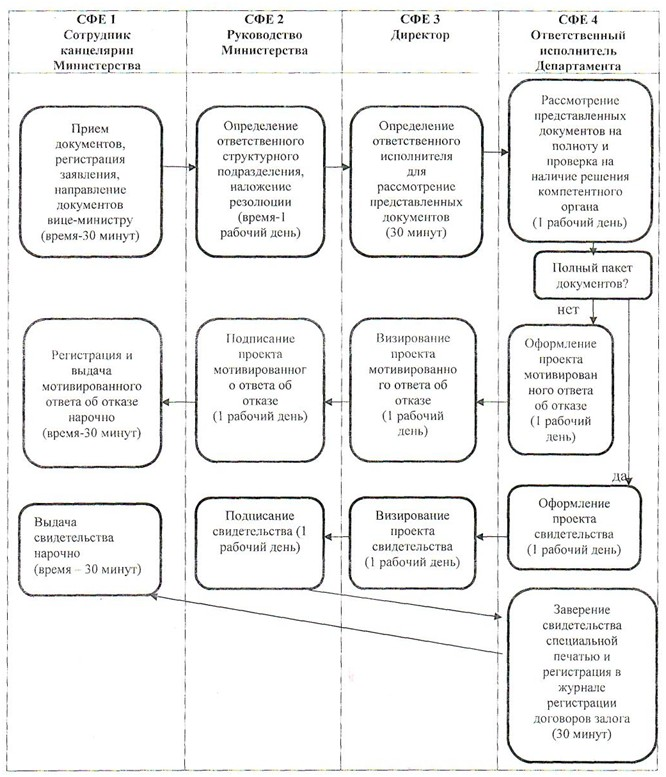 СФЕ 1
Сотрудник
канцелярии
Министерства
СФЕ 2
Руководство
Министерства
СФЕ 3
Директор
СФЕ 4
Ответственный
исполнитель
Департамента
Прием
документов,
регистрация
заявления,
направление
документов
вице-министру
(время-30 минут)
Определение
ответственного
структурного
подразделения,
наложение
резолюции
(время-1
рабочий день)
Определение
ответственного
исполнителя
для
рассмотрение
представленных
документов
(30 минут)
Рассмотрение
представленных
документов на
полноту и
проверка на
наличие решения
компетентного
органа
(1 рабочий день)
Полный пакет
документов?
нет
Регистрация и
выдача
мотивированного
ответа об отказе
нарочно
(время-30 минут)
Подписание
проекта
мотивированног
о ответа об
отказе
(1 рабочий день)
Визирование
проекта
мотивированно
го ответа об
отказе (1
рабочий
день)
Оформление
проекта
мотивирован
ного ответа
об отказе
(1 рабочий
день)
да
Выдача
свидетельства
нарочно
(время – 30 минут)
Подписание
свидетельства (1
рабочий день)
Визирование
проекта
свидетельства
(1 рабочий день)
Оформление
проекта
свидетельства
(1 рабочий день)
Заверение
свидетельства
специальной
печатью и
регистрация в
журнале
регистрации
договоров залога
(30 минут)